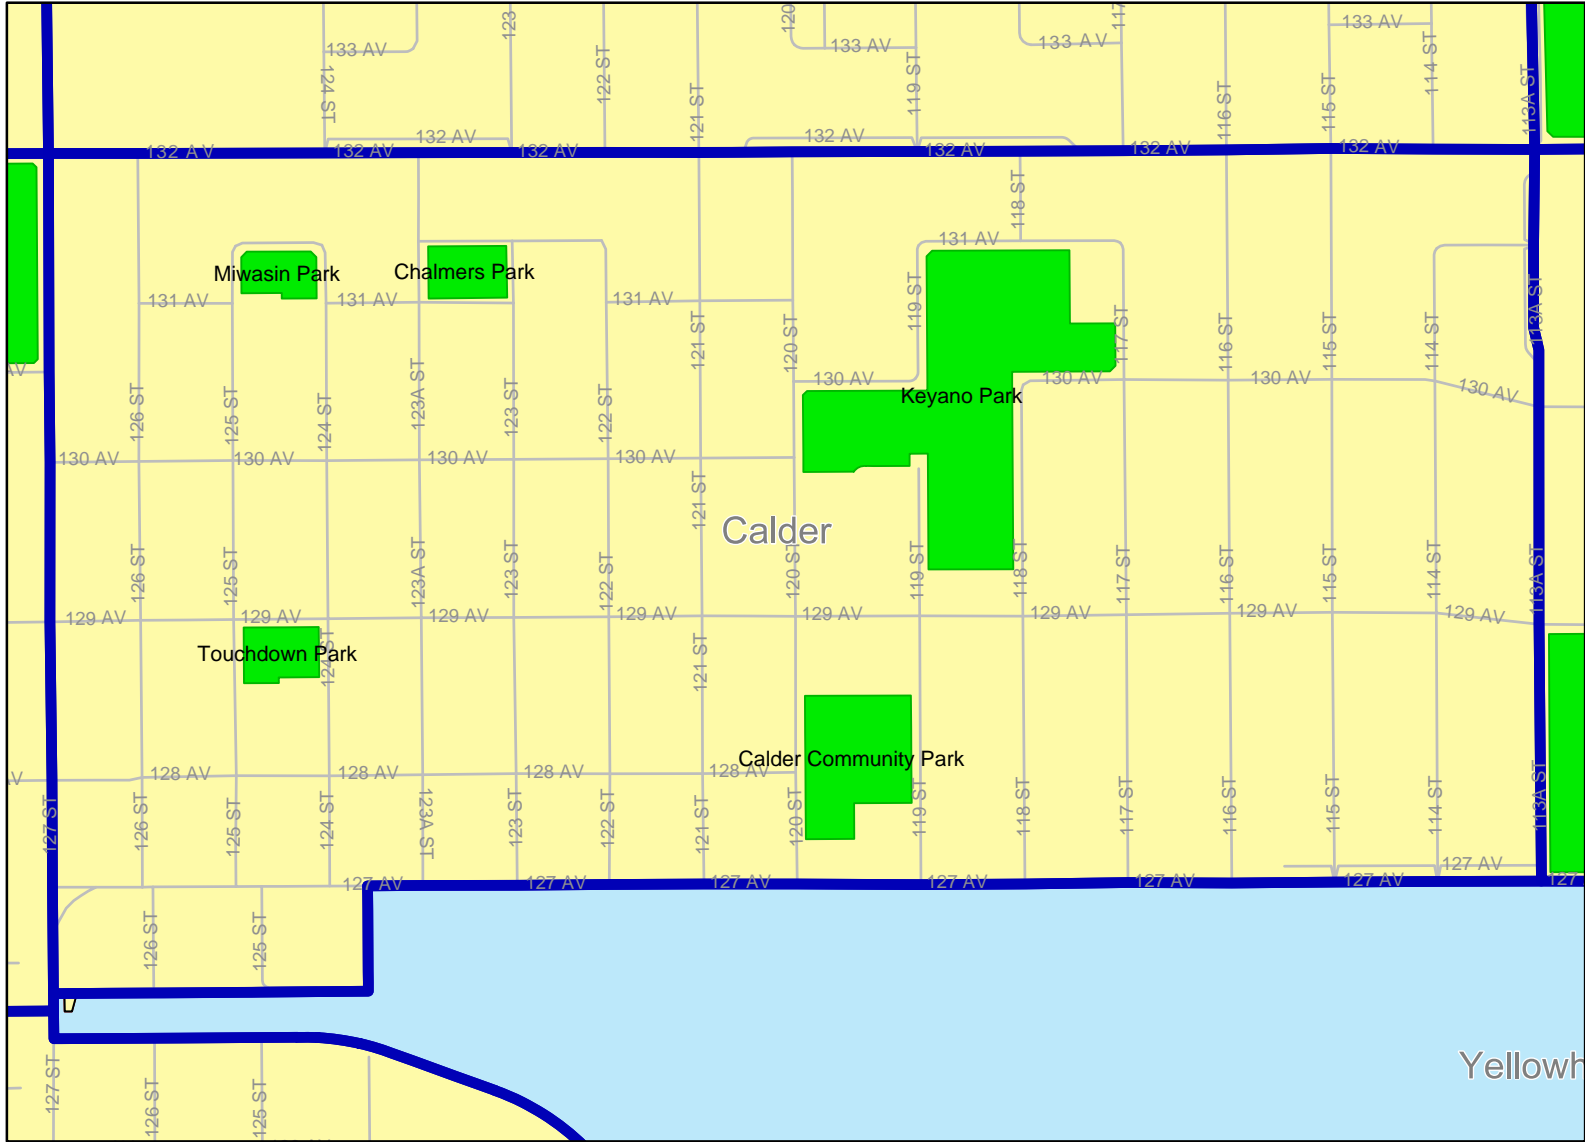 123
120
117
133 AV
133 AV
133 AV
133 AV
124 ST
122 ST
121 ST
119 ST
116 ST
115 ST
114 ST
113A ST
132 AV
132 AV
132 AV
132 AV
132 AV
132 AV
132 AV
132 AV
118 ST
131 AV
Miwasin Park
Chalmers Park
131 AV
131 AV
131 AV
119 ST
113A ST
121 ST
120 ST
117 ST
116 ST
115 ST
114 ST
130 AV
Keyano Park
130 AV
130 AV
130 AV
126 ST
125 ST
124 ST
123A ST
123 ST
122 ST
130 AV
130 AV
130 AV
130 AV
121 ST
Calder
126 ST
125 ST
123A ST
123 ST
122 ST
120 ST
119 ST
118 ST
117 ST
116 ST
115 ST
114 ST
113A ST
129 AV
129 AV
129 AV
129 AV
129 AV
129 AV
129 AV
129 AV
Touchdown Park
124 ST
121 ST
Calder Community Park
128 AV
128 AV
128 AV
128 AV
127 ST
126 ST
125 ST
124 ST
123A ST
123 ST
122 ST
121 ST
120 ST
119 ST
118 ST
117 ST
116 ST
115 ST
114 ST
113A ST
127 AV
127 AV
127 AV
127 AV
127 AV
127 AV
127 AV
127
126 ST
125 ST
Yellowh
127 ST
126 ST
125 ST